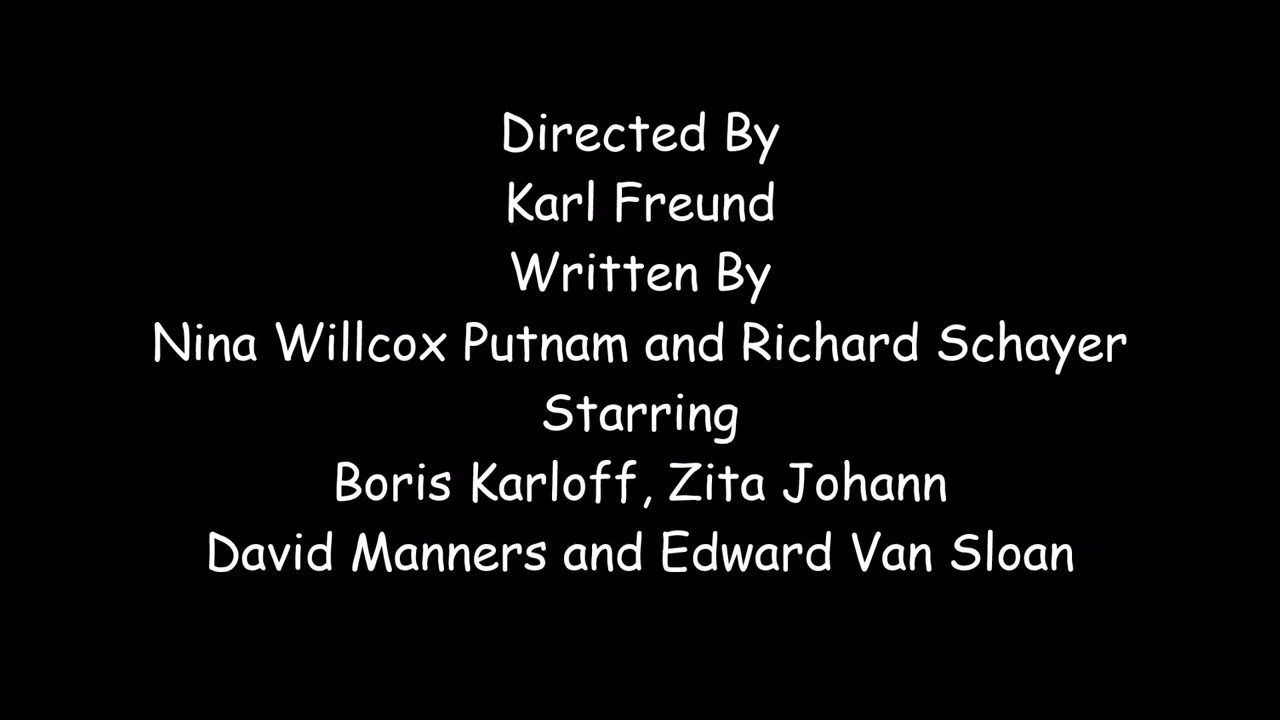 Directed By
Karl Freund
Written By
Nina Willcox Putnam and Richard Schayer
Starring
Boris Karloff, Zita Johann
David Manners and Edward Van Sloan